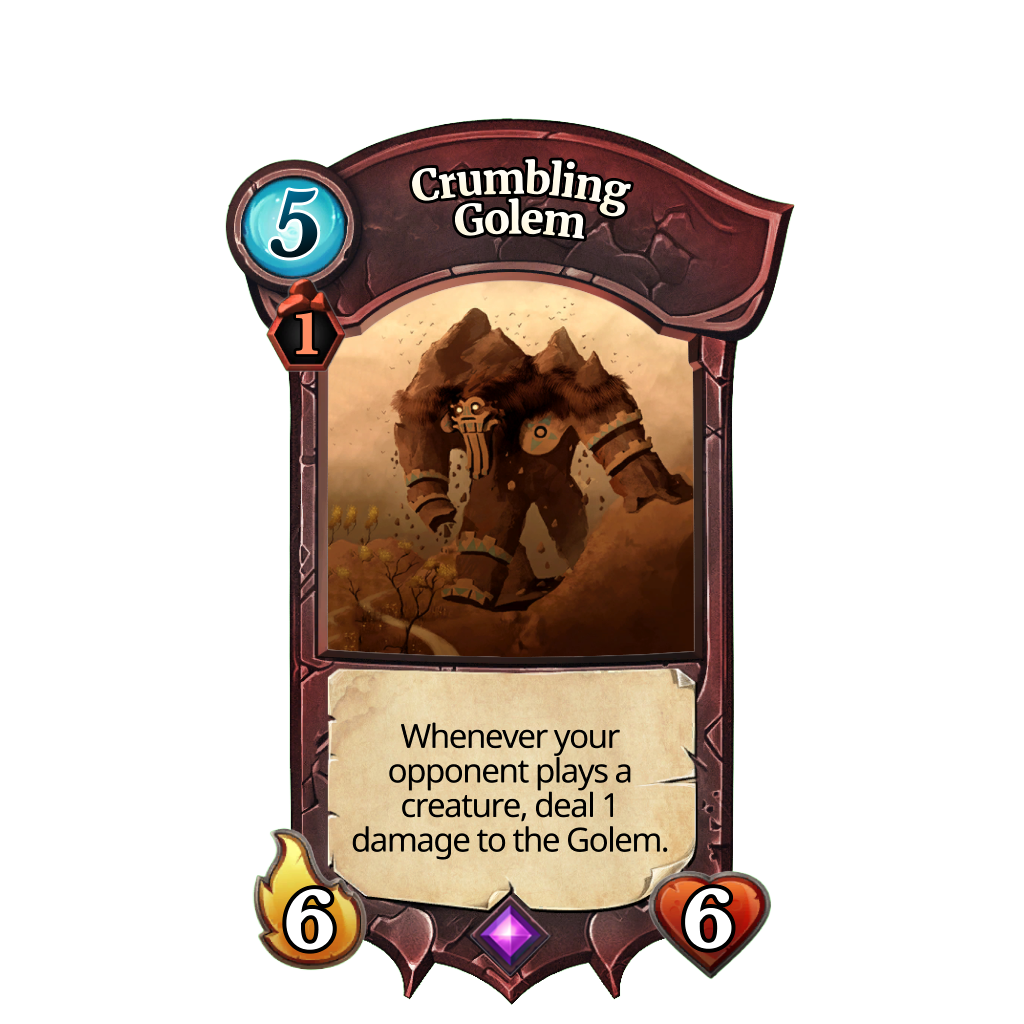 Crumbling
Golem
5
1
Whenever your
opponent plays a
creature, deal 1
damage to the Golem.
6
6